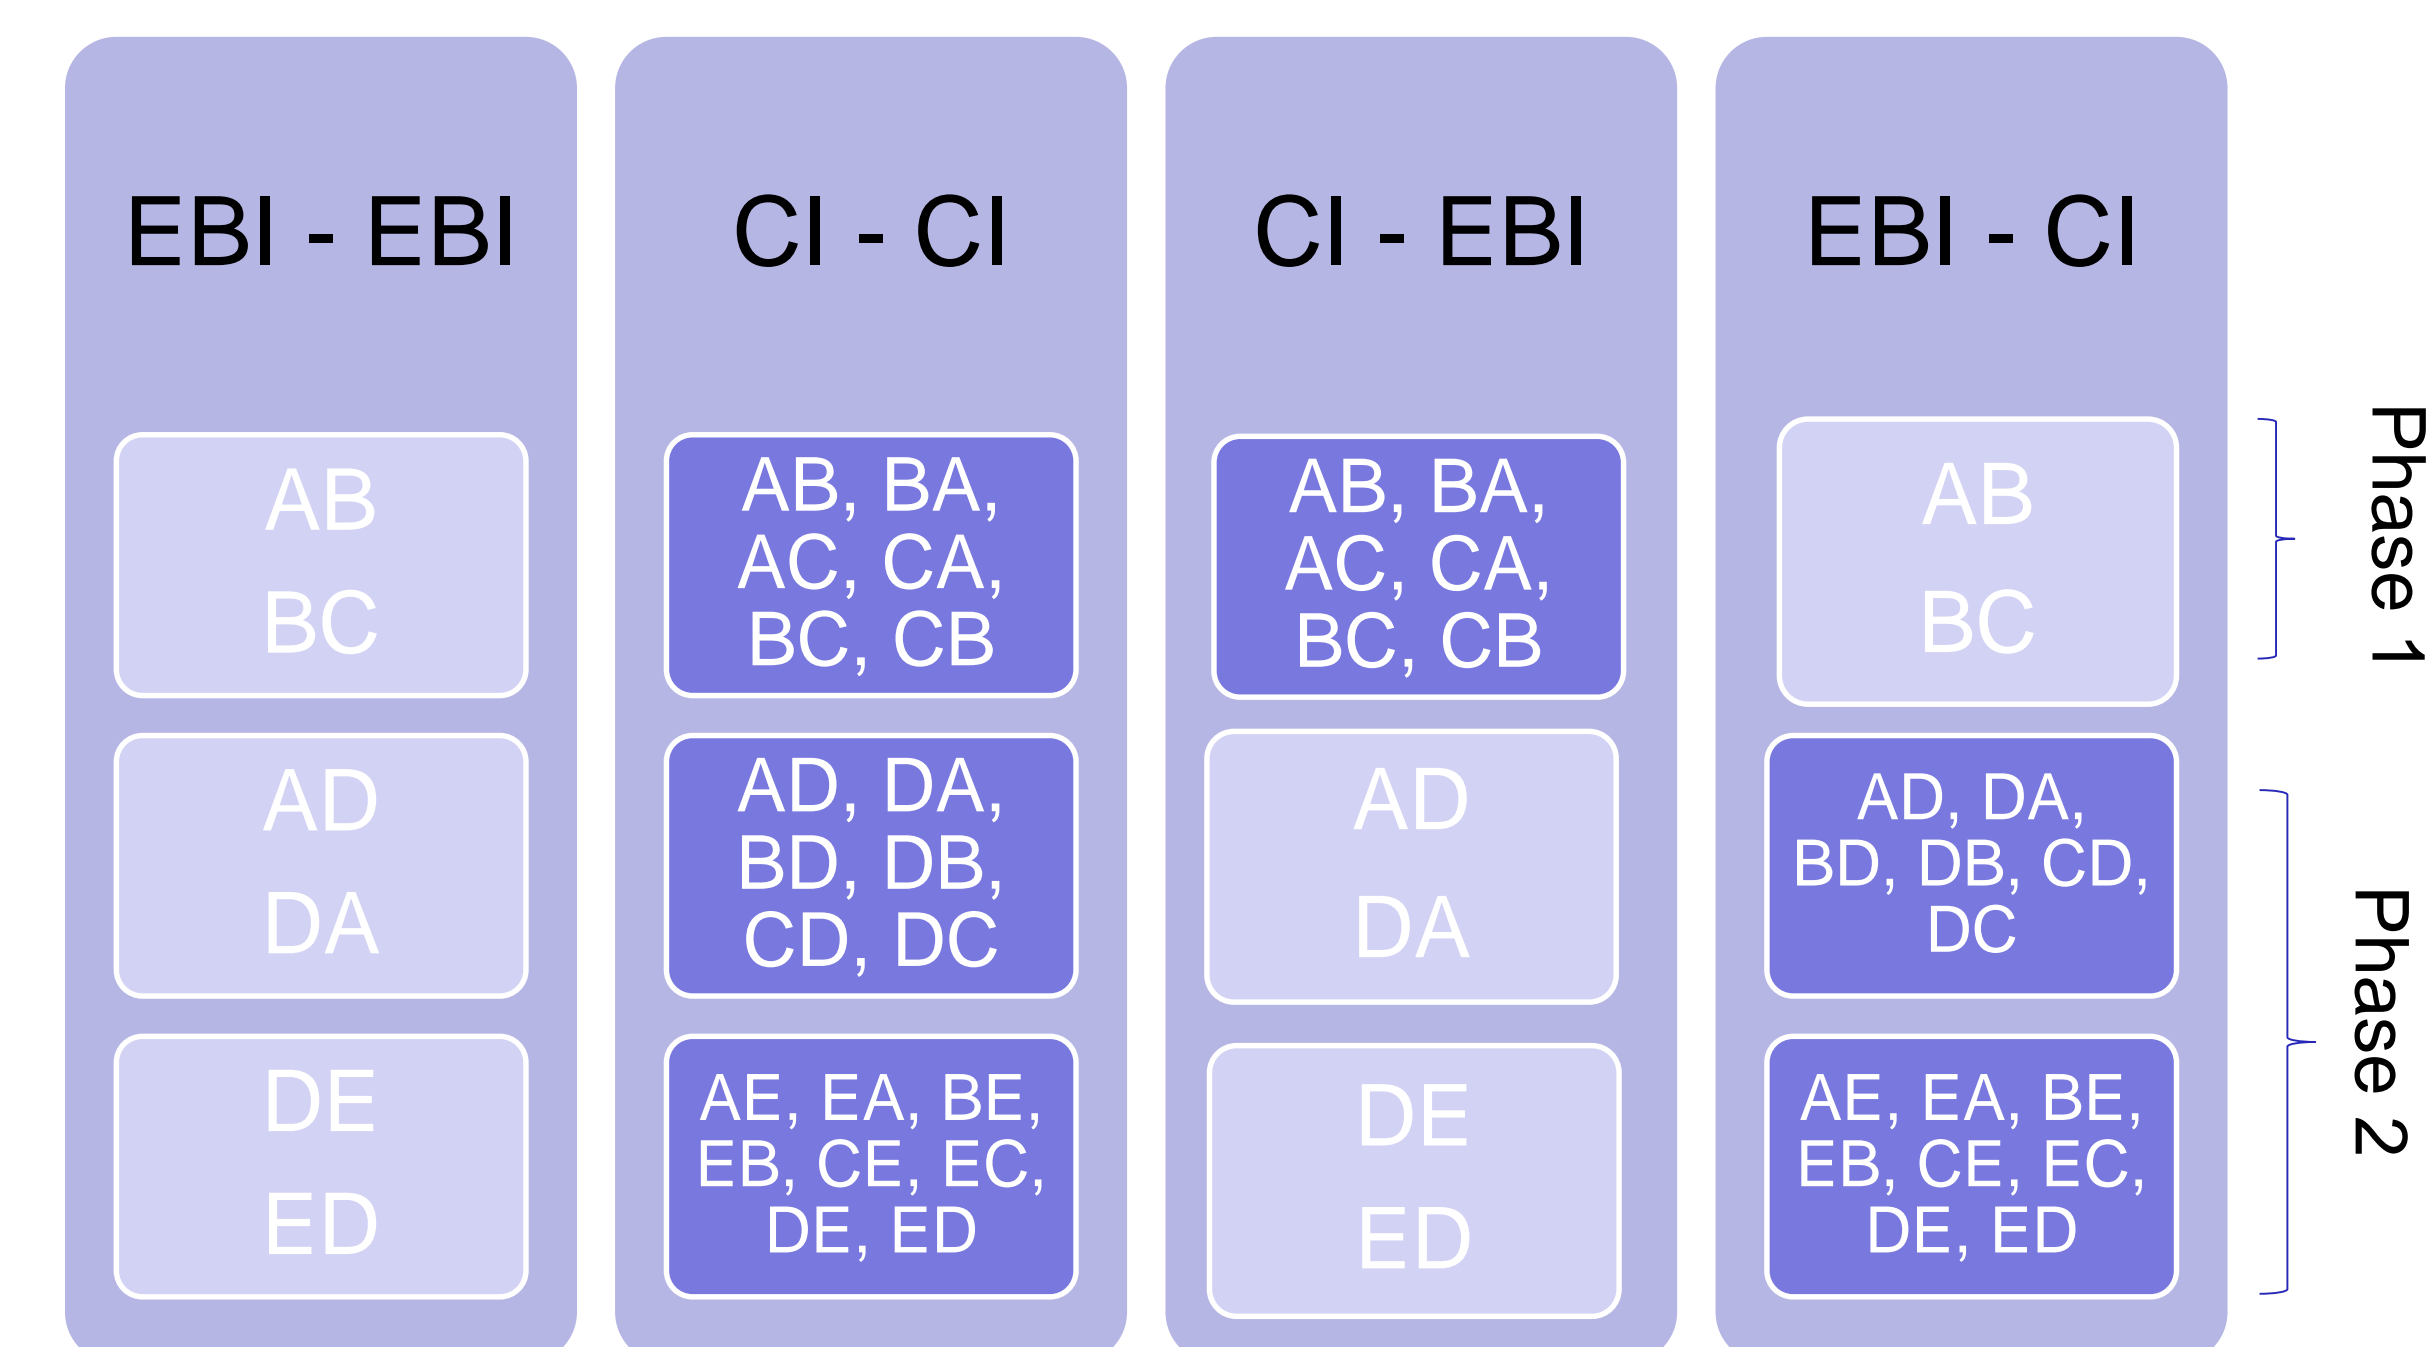 EBI - EBI
AB
BC
AD
DA
DE
ED
CI - CI
AB, BA,
AC, CA,
BC, CB
AD, DA,
BD, DB,
CD, DC
AE, EA, BE,
EB, CE, EC,
DE, ED
CI - EBI
AB, BA,
AC, CA,
BC, CB
AD
DA
DE
ED
EBI - CI
AB
BC
AD, DA,
BD, DB, CD,
DC
AE, EA, BE,
EB, CE, EC,
DE, ED
Phase 1
Phase 2